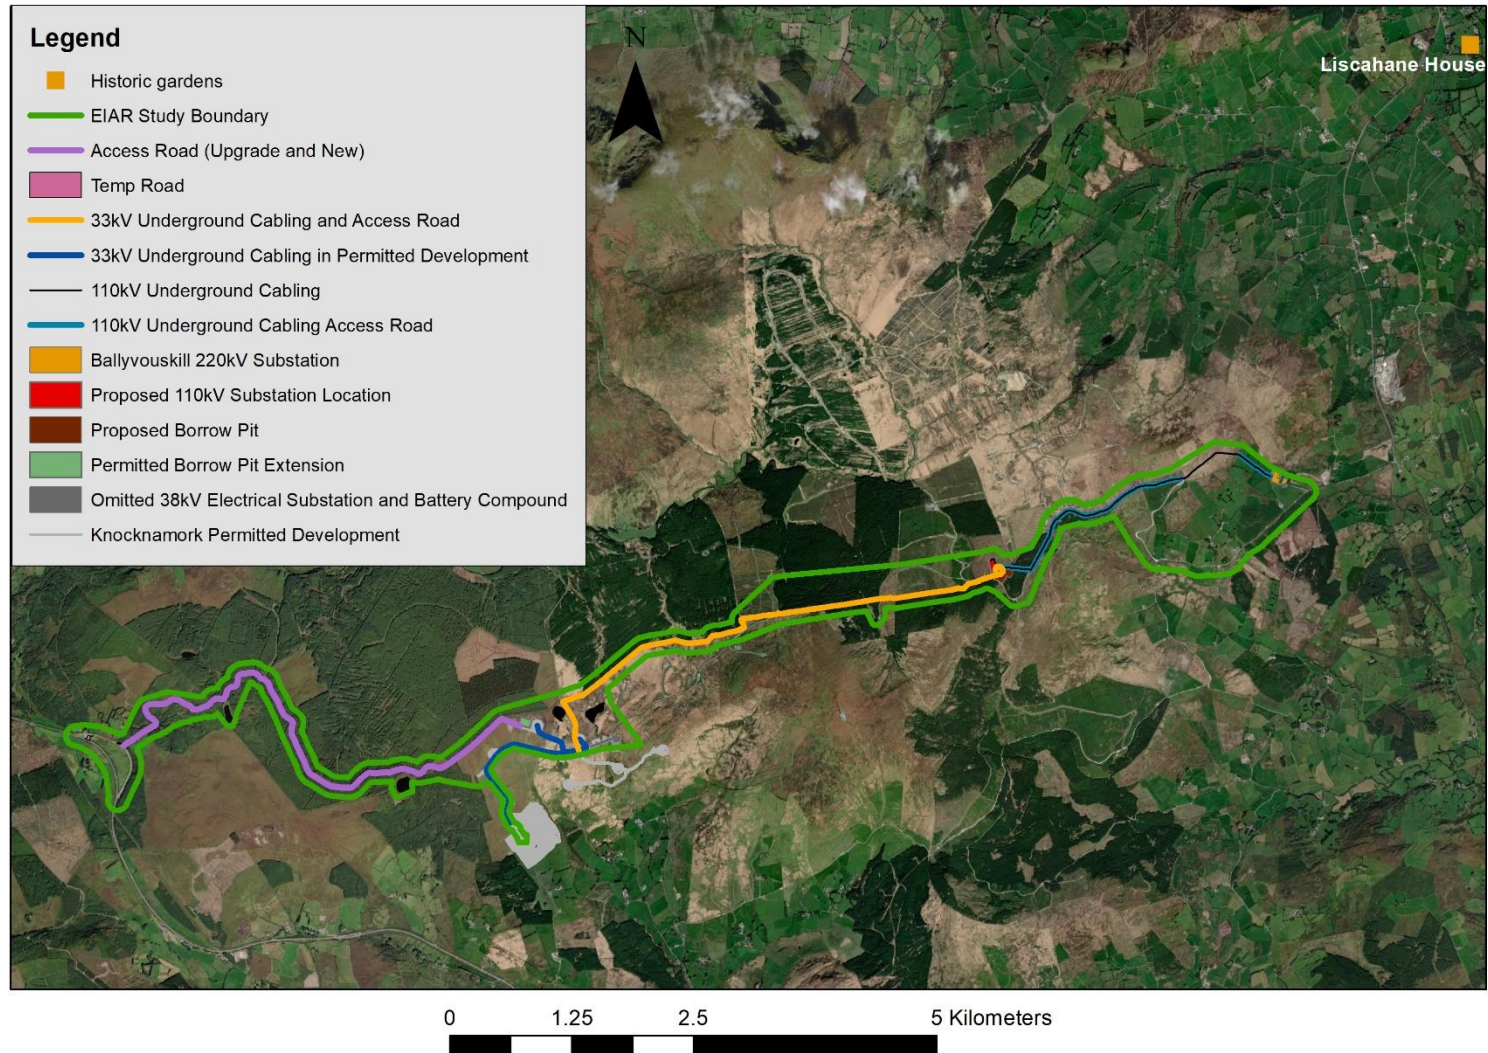 Legend
Historic gardens
EIAR Study Boundary
Access Road (Upgrade and New)
Temp Road
33kV Underground Cabling and Access Road
33kV Underground Cabling in Permitted Development
110kV Underground Cabling
110kV Underground Cabling Access Road
Ballyvouskill 220kV Substation
Proposed 110kV Substation Location
Proposed Borrow Pit
Permitted Borrow Pit Extension
Omitted 38kV Electrical Substation and Battery Compound
Knocknamork Permitted Development
N
Liscahane House
0 1.25 2.5 5 Kilometers